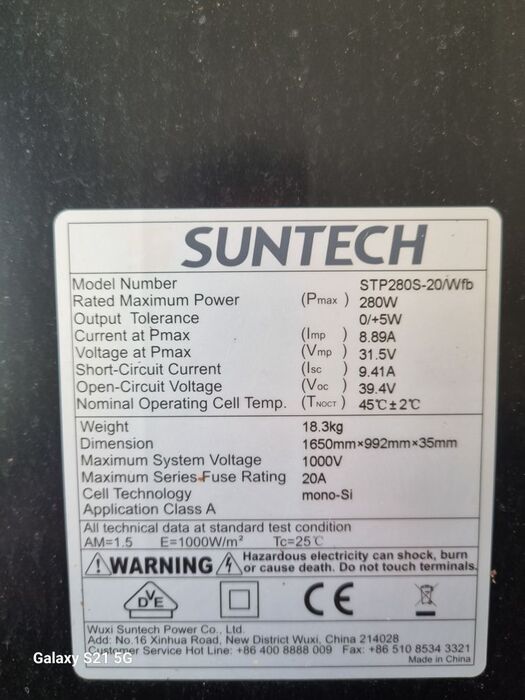 SUNTECH
Model Number STP280S-20/Wfb
Rated Maximum Power (Pmax) 280W
Output Tolerance 0/+5W
Current at Pmax (Imp) 8.89A
Voltage at Pmax (Vmp) 31.5V
Short-Circuit Current (Isc) 9.41A
Open-Circuit Voltage (Voc) 39.4V
Nominal Operating Cell Temp. (TNOCT) 45℃±2℃
Weight 18.3kg
Dimension 1650mm×992mm×35mm
Maximum System Voltage 1000V
Maximum Series Fuse Rating 20A
Cell Technology mono-Si
Application Class A
All technical data at standard test condition
AM=1.5 E=1000W/m² Tc=25℃
WARNING Hazardous electricity can shock, burn
or cause death. Do not touch terminals.
DVE CE
Wuxi Suntech Power Co., Ltd.
Add: No.16 Xinhua Road, New District Wuxi, China 214028
Customer Service Hot Line: +86 400 8888 009 Fax: +86 510 8534 3321
Made in China
Galaxy S21 5G